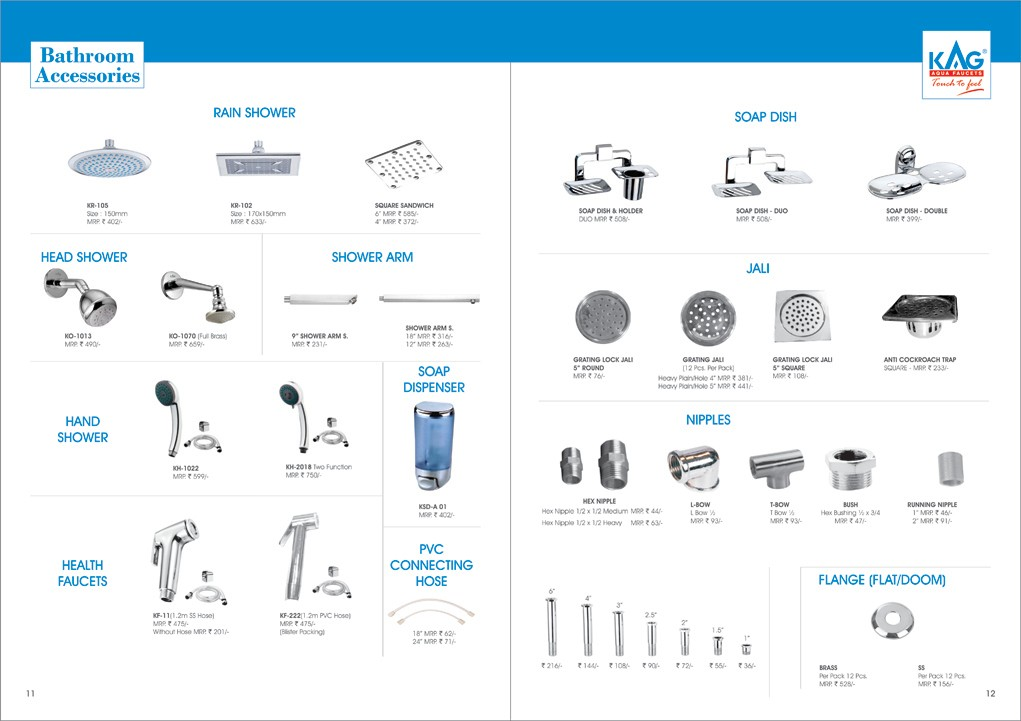 Bathroom
Accessories
KAG®
AQUA FAUCETS
Touch to feel
RAIN SHOWER
KR-105
Size : 150mm
MRP. ₹ 402/-
KR-102
Size : 170x150mm
MRP. ₹ 633/-
SQUARE SANDWICH
6" MRP. ₹ 585/-
4" MRP. ₹ 372/-
HEAD SHOWER
KO-1013
MRP. ₹ 490/-
KO-1070 (Full Brass)
MRP. ₹ 659/-
SHOWER ARM
9" SHOWER ARM S.
MRP. ₹ 231/-
SHOWER ARM S.
18" MRP. ₹ 316/-
12" MRP. ₹ 263/-
HAND
SHOWER
KH-1022
MRP. ₹ 599/-
KH-2018 Two Function
MRP. ₹ 750/-
SOAP
DISPENSER
KSD-A 01
MRP. ₹ 402/-
HEALTH
FAUCETS
KF-11(1.2m SS Hose)
MRP. ₹ 475/-
Without Hose MRP. ₹ 201/-
KF-222(1.2m PVC Hose)
MRP. ₹ 475/-
(Blister Packing)
PVC
CONNECTING
HOSE
18" MRP. ₹ 62/-
24" MRP. ₹ 71/-
11
SOAP DISH
SOAP DISH & HOLDER
DUO MRP. ₹ 508/-
SOAP DISH - DUO
MRP. ₹ 508/-
SOAP DISH - DOUBLE
MRP. ₹ 399/-
JALI
GRATING LOCK JALI
5" ROUND
MRP. ₹ 76/-
GRATING JALI
(12 Pcs. Per Pack)
Heavy Plain/Hole 4" MRP. ₹ 381/-
Heavy Plain/Hole 5" MRP. ₹ 441/-
GRATING LOCK JALI
5" SQUARE
MRP. ₹ 108/-
ANTI COCKROACH TRAP
SQUARE - MRP. ₹ 233/-
NIPPLES
HEX NIPPLE
Hex Nipple 1/2 x 1/2 Medium MRP. ₹ 44/-
Hex Nipple 1/2 x 1/2 Heavy MRP. ₹ 63/-
L-BOW
L Bow ½
MRP. ₹ 93/-
T-BOW
T Bow ½
MRP. ₹ 93/-
BUSH
Hex Bushing ½ x 3/4
MRP. ₹ 47/-
RUNNING NIPPLE
1" MRP. ₹ 46/-
2" MRP. ₹ 91/-
6" 4" 3" 2.5" 2" 1.5" 1"
₹ 216/- ₹ 144/- ₹ 108/- ₹ 90/- ₹ 72/- ₹ 55/- ₹ 36/-
FLANGE (FLAT/DOOM)
BRASS
Per Pack 12 Pcs.
MRP. ₹ 528/-
SS
Per Pack 12 Pcs.
MRP. ₹ 156/-
12